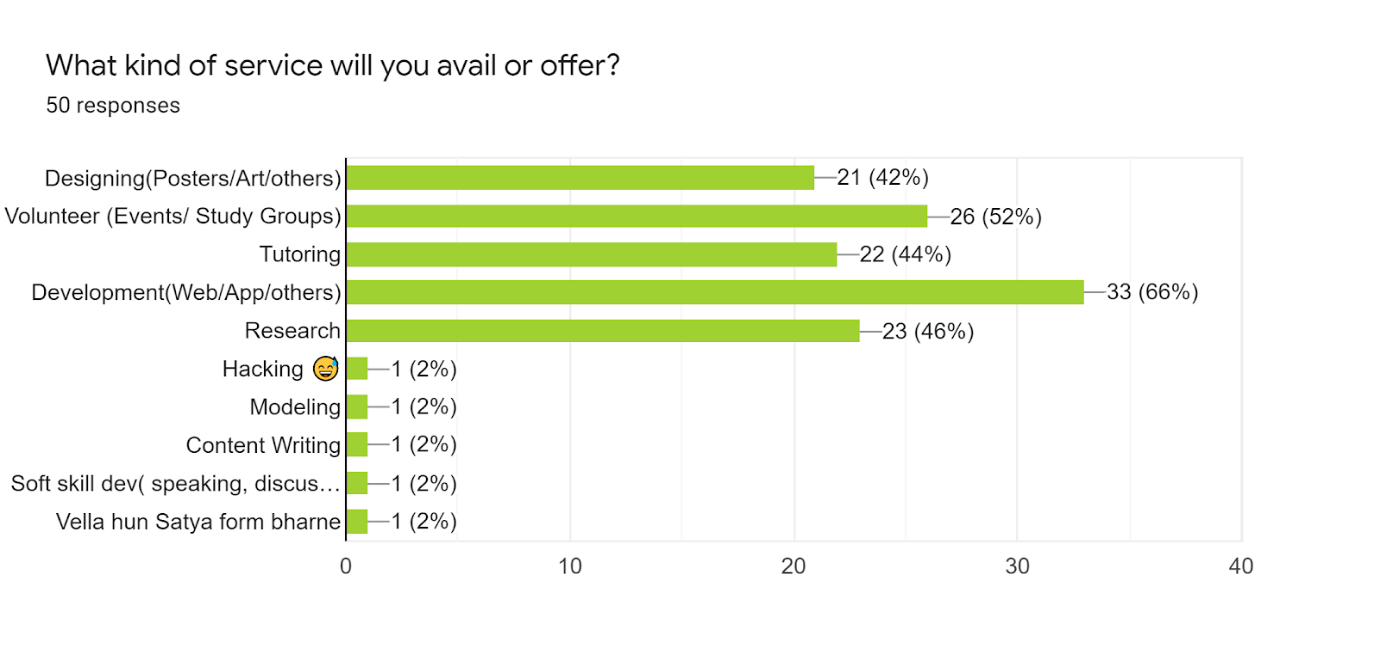 What kind of service will you avail or offer?
50 responses
Designing(Posters/Art/others) 21 (42%)
Volunteer (Events/ Study Groups) 26 (52%)
Tutoring 22 (44%)
Development(Web/App/others) 33 (66%)
Research 23 (46%)
Hacking 😅 1 (2%)
Modeling 1 (2%)
Content Writing 1 (2%)
Soft skill dev( speaking, discus… 1 (2%)
Vella hun Satya form bharne 1 (2%)
0 10 20 30 40